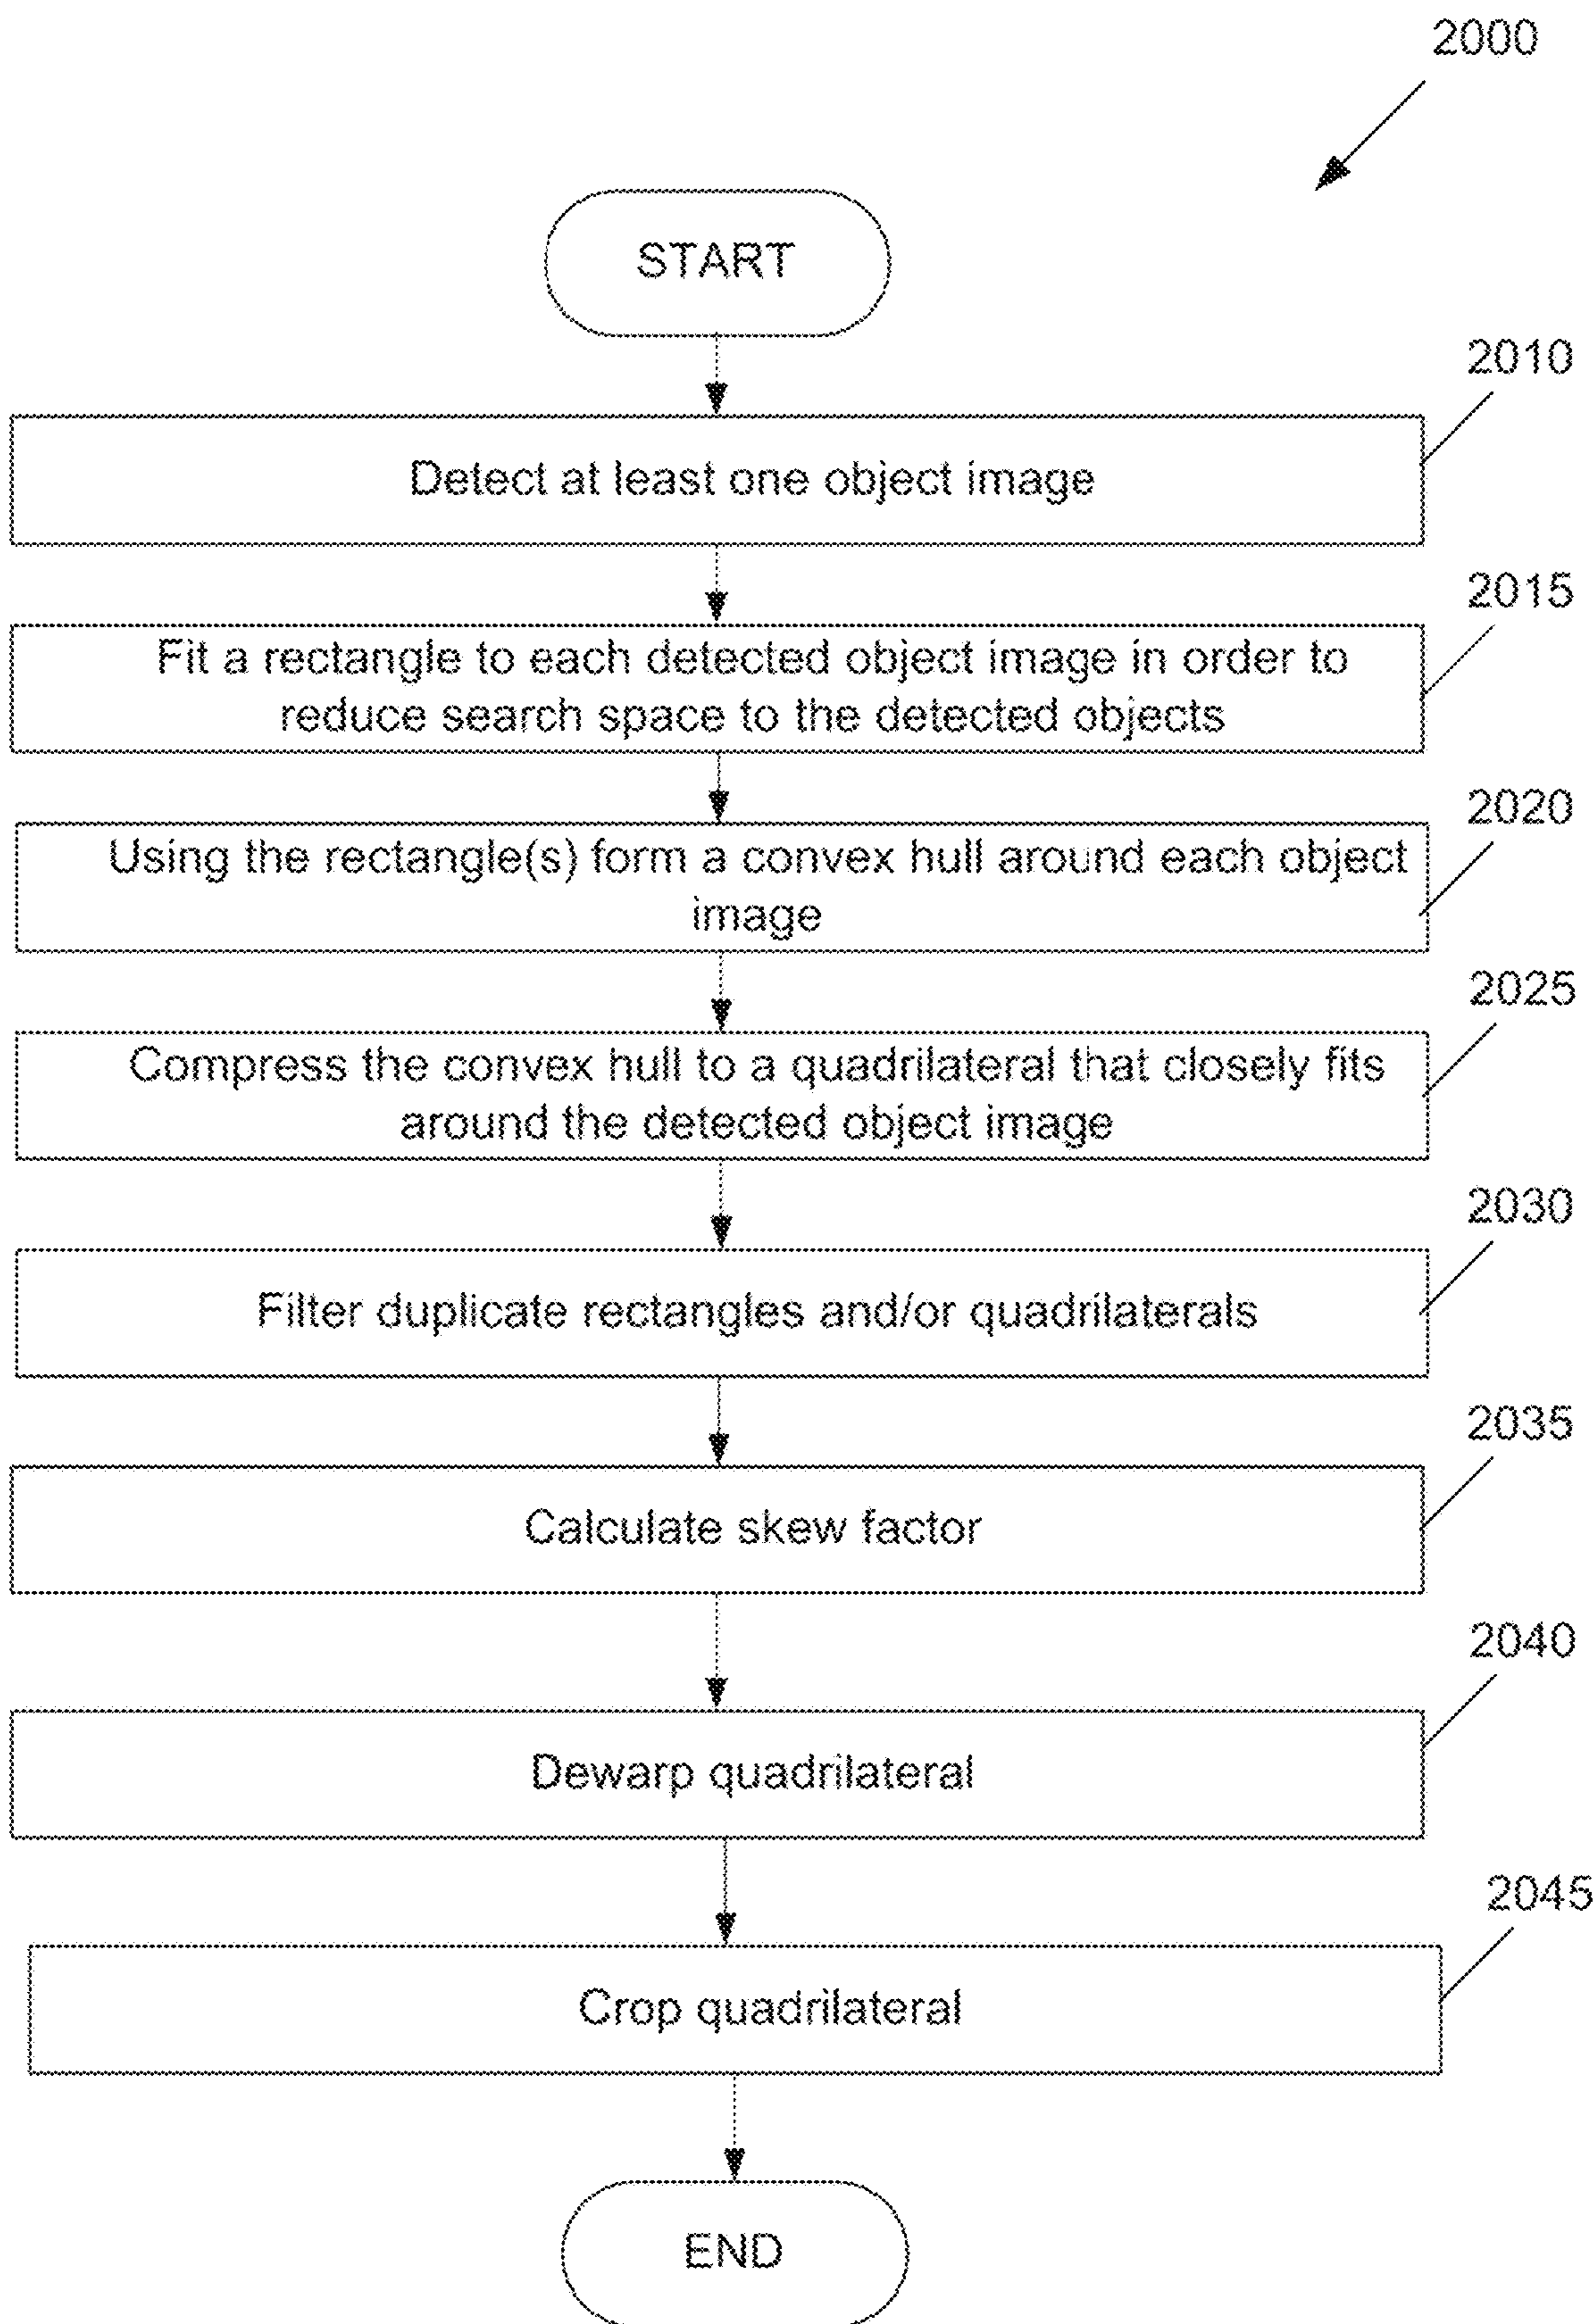 2000
START
2010
Detect at least one object image
2015
Fit a rectangle to each detected object image in order to
reduce search space to the detected objects
2020
Using the rectangle(s) form a convex hull around each object
image
2025
Compress the convex hull to a quadrilateral that closely fits
around the detected object image
2030
Filter duplicate rectangles and/or quadrilaterals
2035
Calculate skew factor
2040
Dewarp quadrilateral
2045
Crop quadrilateral
END